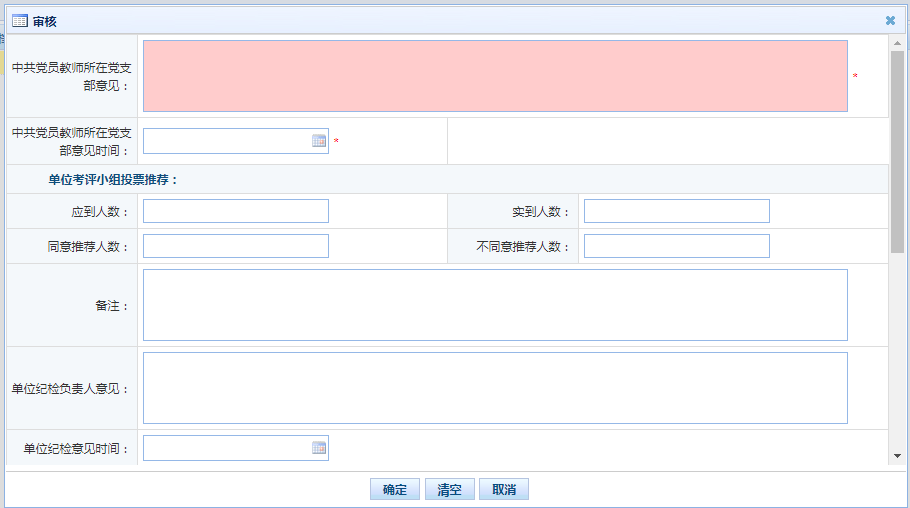 审核
中共党员教师所在党支
部意见：
*
中共党员教师所在党支
部意见时间：
*
单位考评小组投票推荐：
应到人数：
实到人数：
同意推荐人数：
不同意推荐人数：
备注：
单位纪检负责人意见：
单位纪检意见时间：
确定 清空 取消